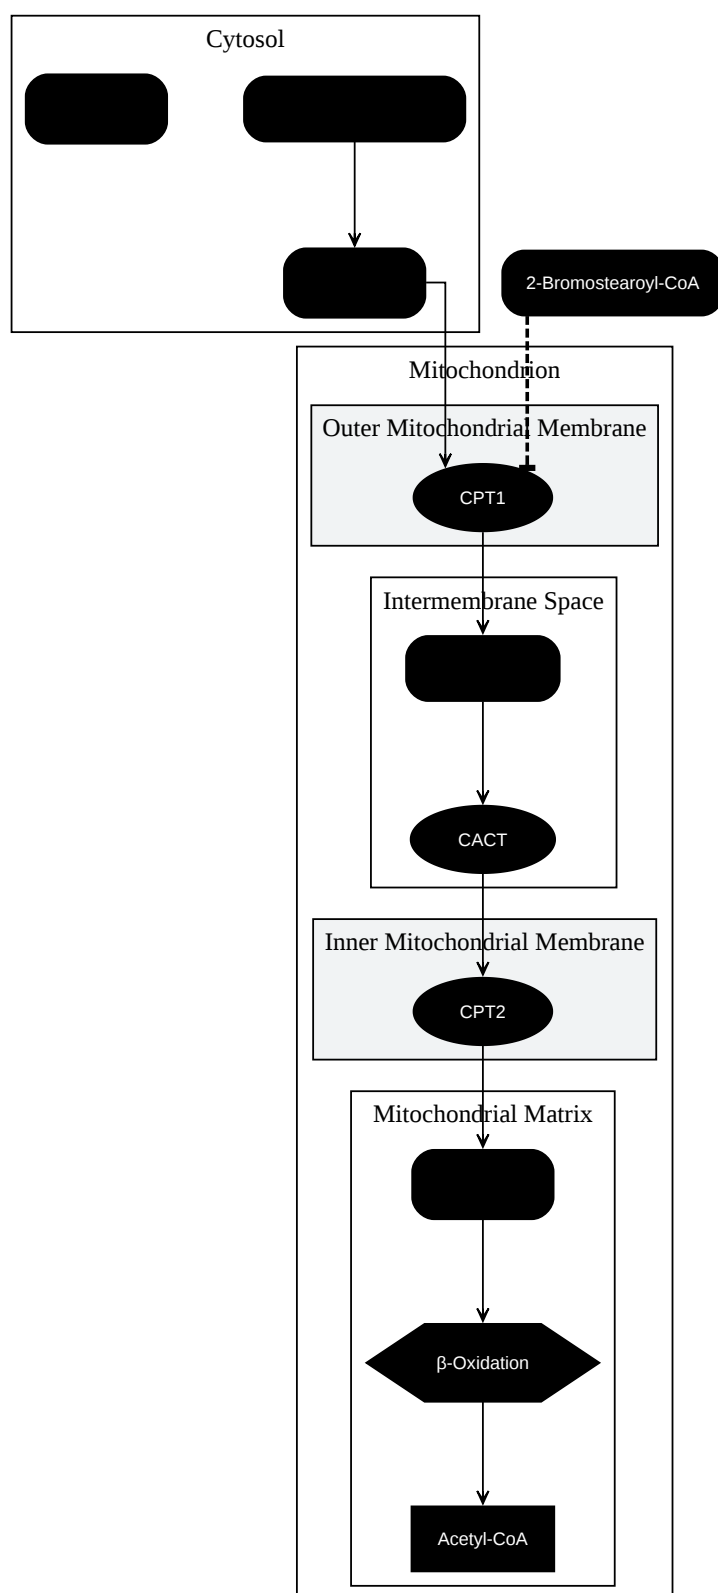 Cytosol
2-Bromostearoyl-CoA
Mitochondrion
Outer Mitochondrial Membrane
CPT1
Intermembrane Space
CACT
Inner Mitochondrial Membrane
CPT2
Mitochondrial Matrix
β-Oxidation
Acetyl-CoA